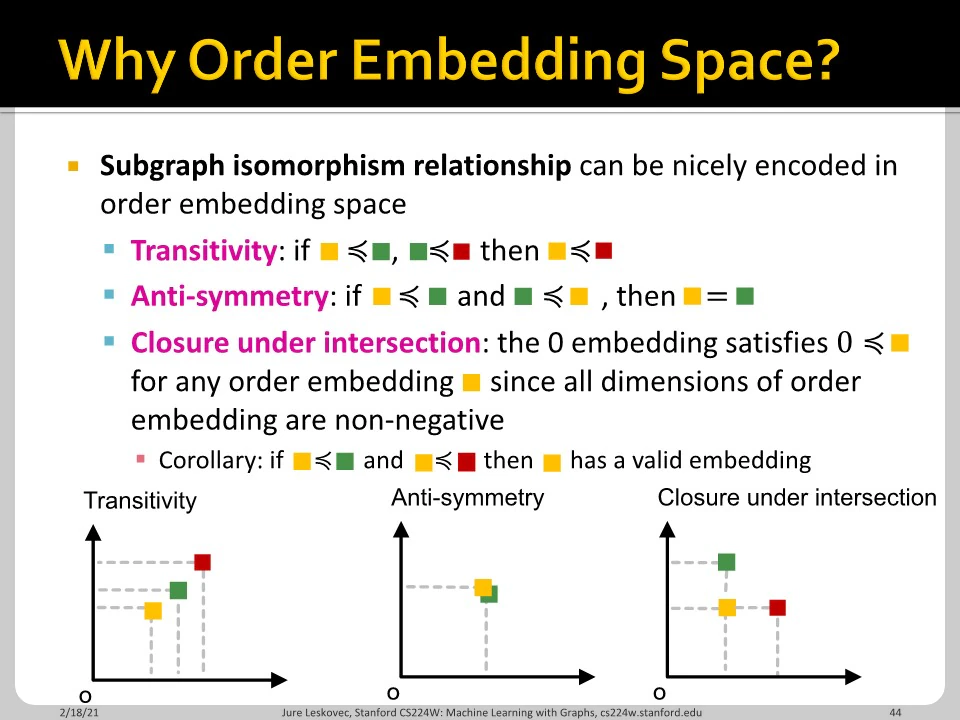 Why Order Embedding Space?
Subgraph isomorphism relationship can be nicely encoded in
order embedding space
Transitivity: if ≼ , ≼ then ≼
Anti-symmetry: if ≼ and ≼ , then =
Closure under intersection: the 0 embedding satisfies 0 ≼
for any order embedding since all dimensions of order
embedding are non-negative
Corollary: if ≼ and ≼ then has a valid embedding
Transitivity
Anti-symmetry
Closure under intersection
O
O
O
2/18/21
Jure Leskovec, Stanford CS224W: Machine Learning with Graphs, cs224w.stanford.edu
44